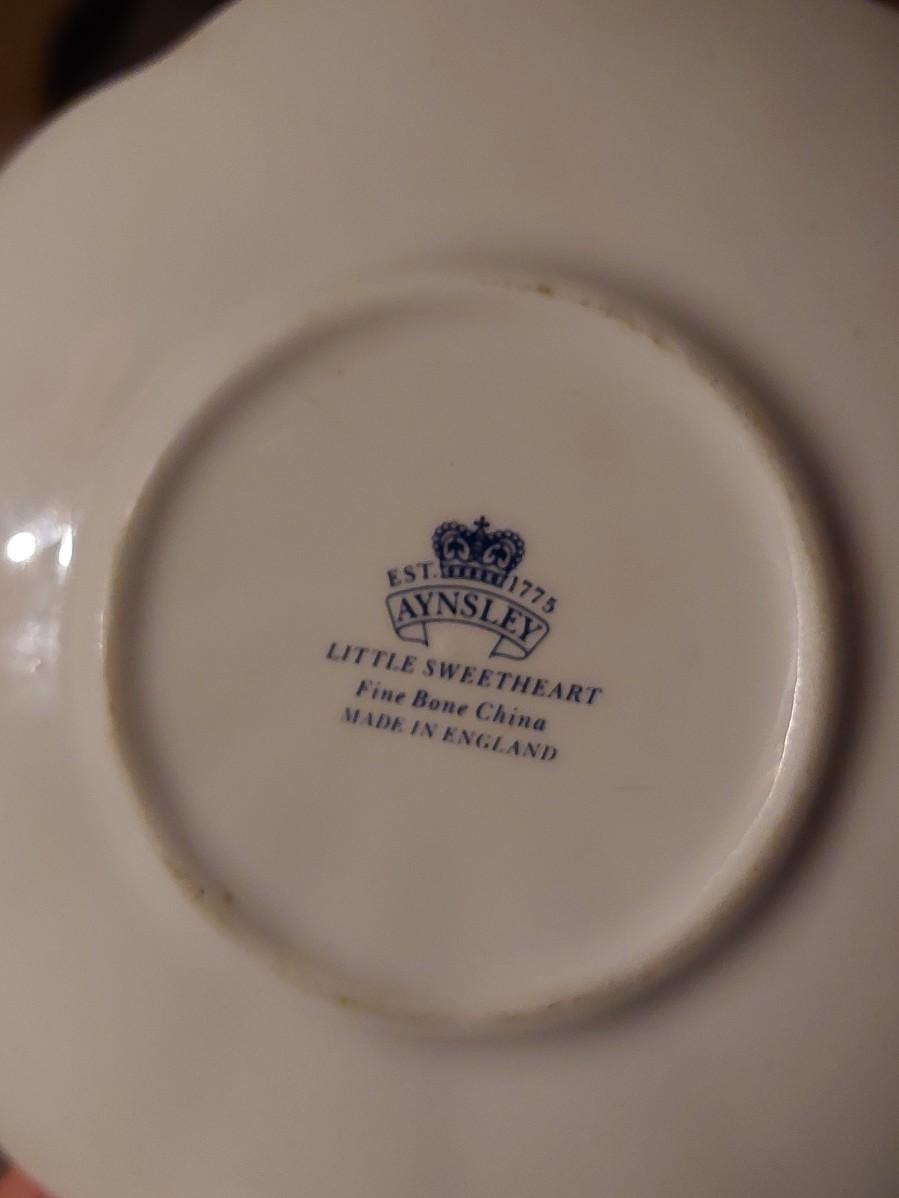 EST. 1775
AYNSLEY
LITTLE SWEETHEART
Fine Bone China
MADE IN ENGLAND